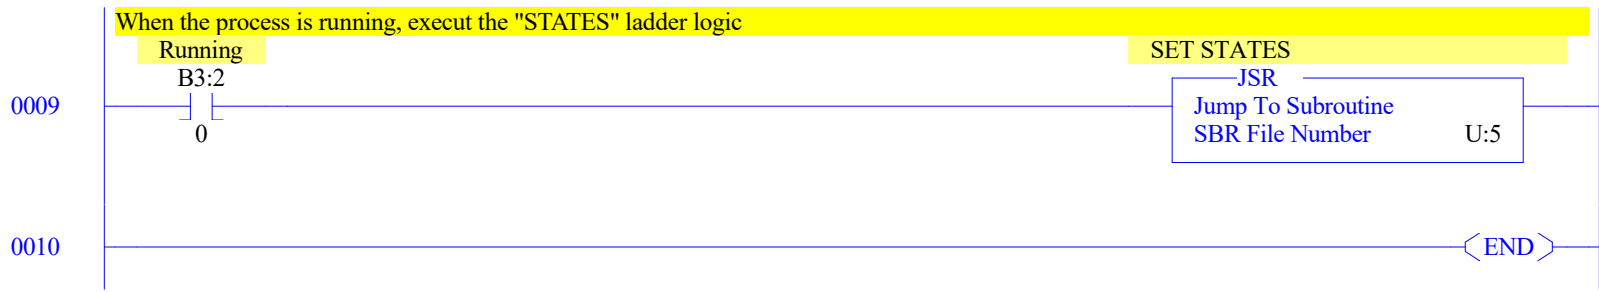 When the process is running, execut the "STATES" ladder logic
Running
SET STATES
B3:2
JSR
0009
Jump To Subroutine
0
SBR File Number U:5
0010
END